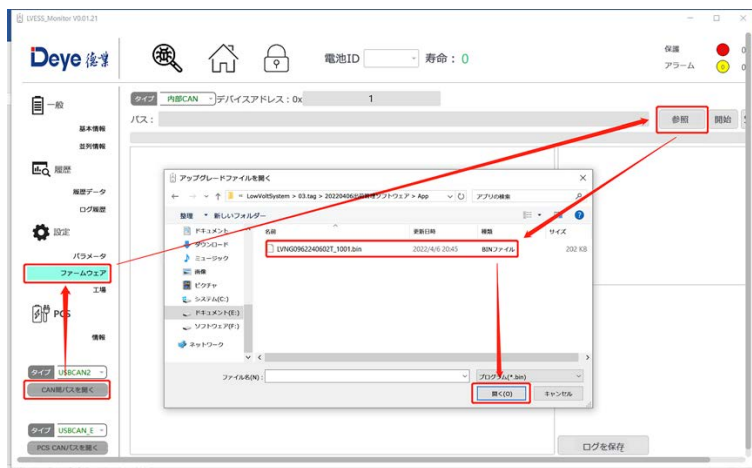 LVESS_Monitor V0.01.21
Deye 德業
電池ID
寿命：0
保護
アラーム
0
一般
基本情報
並列情報
履歴
履歴データ
ログ履歴
設定
パラメータ
ファームウェア
工場
PCS
情報
タイプ USBCAN2
CAN開パスを開く
タイプ USBCAN_E
PCS CANパスを開く
タイプ 内部CAN デバイスアドレス：0x 1
パス：
参照
開始
アップグレードファイルを開く
LowVoltSystem > 03.tag > > App
アプリの検索
整理 新しいフォルダー
名前 更新日時 種類 サイズ
ドキュメント
ダウンロード
ミュージック
画像
ピクチャ
システム(C:)
ドキュメント(E:)
ソフトウェア(F:)
ネットワーク
LVNG0962240602T_1001.bin 2022/4/6 20:45 BINファイル 202 KB
ファイル名(N)：
プログラム(*.bin)
開く(O)
キャンセル
ログを保存